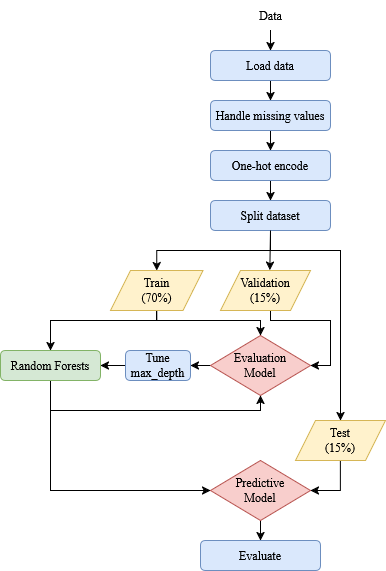 Data
Load data
Handle missing values
One-hot encode
Split dataset
Train
(70%)
Validation
(15%)
Random Forests
Tune
max_depth
Evaluation
Model
Test
(15%)
Predictive
Model
Evaluate